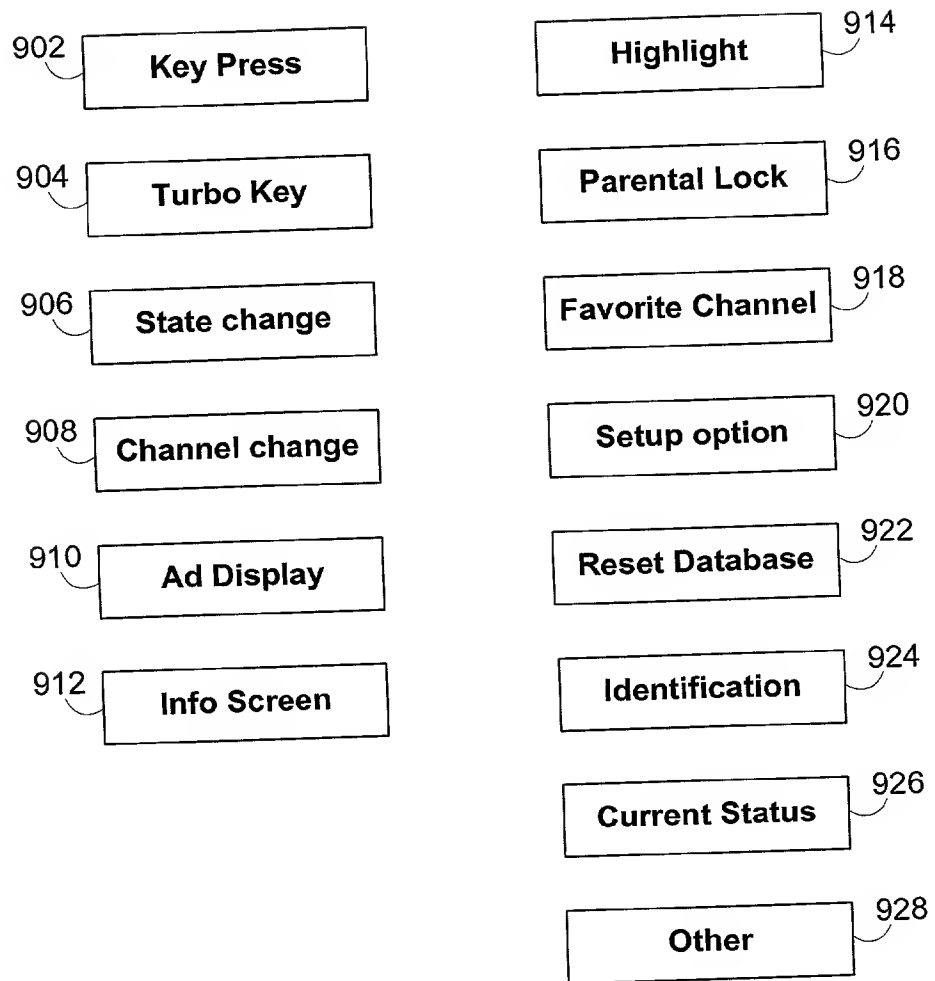 902
Key Press
904
Turbo Key
906
State change
908
Channel change
910
Ad Display
912
Info Screen
914
Highlight
916
Parental Lock
918
Favorite Channel
920
Setup option
922
Reset Database
924
Identification
926
Current Status
928
Other